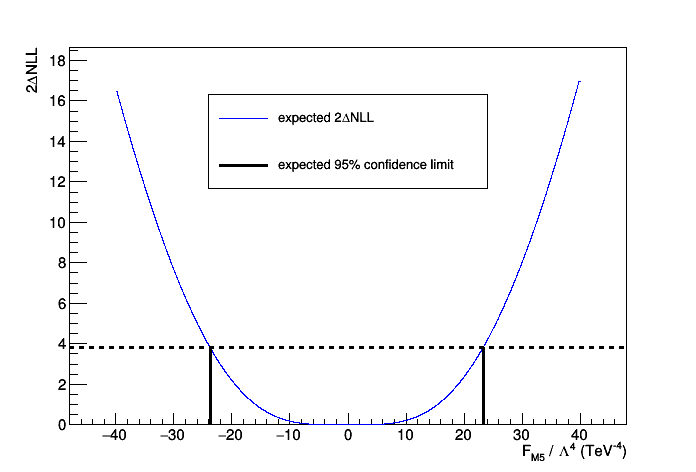 2ΔNLL
18
16
14
12
10
8
6
4
2
0
expected 2ΔNLL
expected 95% confidence limit
−40 −30 −20 −10 0 10 20 30 40
F_M5 / Λ^4 (TeV^-4)